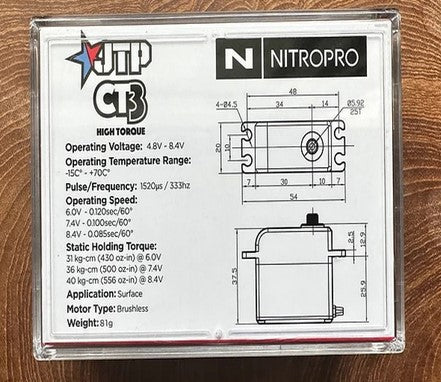 JTP
CT3
HIGH TORQUE
N NITROPRO
Operating Voltage: 4.8V - 8.4V
Operating Temperature Range:
-15C° - +70C°
Pulse/Frequency: 1520µs / 333hz
Operating Speed:
6.0V - 0.120sec/60°
7.4V - 0.100sec/60°
8.4V - 0.085sec/60°
Static Holding Torque:
31 kg-cm (430 oz-in) @ 6.0V
36 kg-cm (500 oz-in) @ 7.4V
40 kg-cm (556 oz-in) @ 8.4V
Application: Surface
Motor Type: Brushless
Weight: 81g
48
4-Ø4.5 34 14 Ø5.92
25T
20 10
7 30 10 7
54
37.5 2.5 12.9
25.9